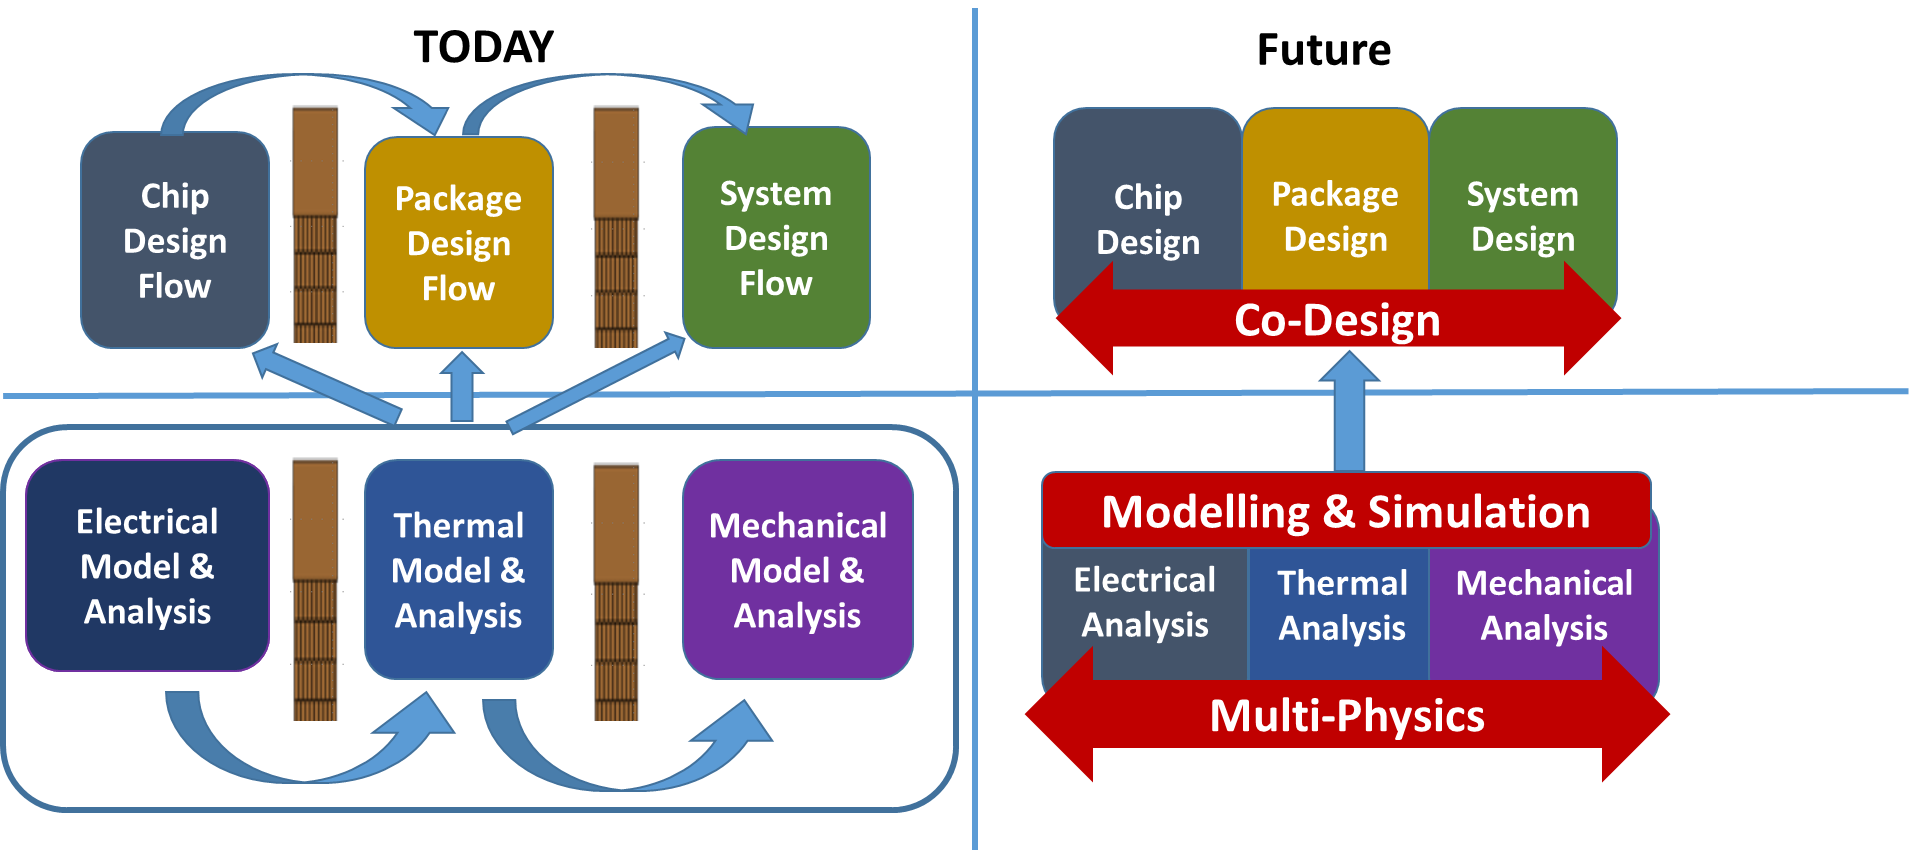 TODAY
Chip
Design
Flow
Package
Design
Flow
System
Design
Flow
Electrical
Model &
Analysis
Thermal
Model &
Analysis
Mechanical
Model &
Analysis
Future
Chip
Design
Package
Design
System
Design
Co-Design
Modelling & Simulation
Electrical
Analysis
Thermal
Analysis
Mechanical
Analysis
Multi-Physics